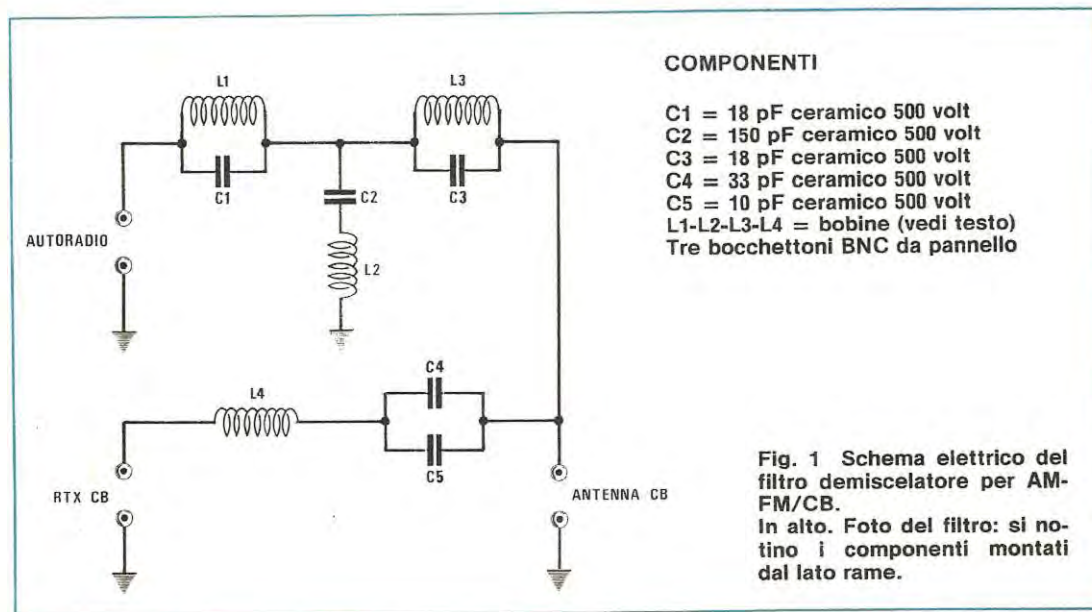 L1
L3
C1
C3
C2
L2
AUTORADIO
L4
C4
C5
RTX CB
ANTENNA CB
COMPONENTI
C1 = 18 pF ceramico 500 volt
C2 = 150 pF ceramico 500 volt
C3 = 18 pF ceramico 500 volt
C4 = 33 pF ceramico 500 volt
C5 = 10 pF ceramico 500 volt
L1-L2-L3-L4 = bobine (vedi testo)
Tre bocchettoni BNC da pannello
Fig. 1 Schema elettrico del
filtro demiscelatore per AM-
FM/CB.
In alto. Foto del filtro: si no-
tino i componenti montati
dal lato rame.